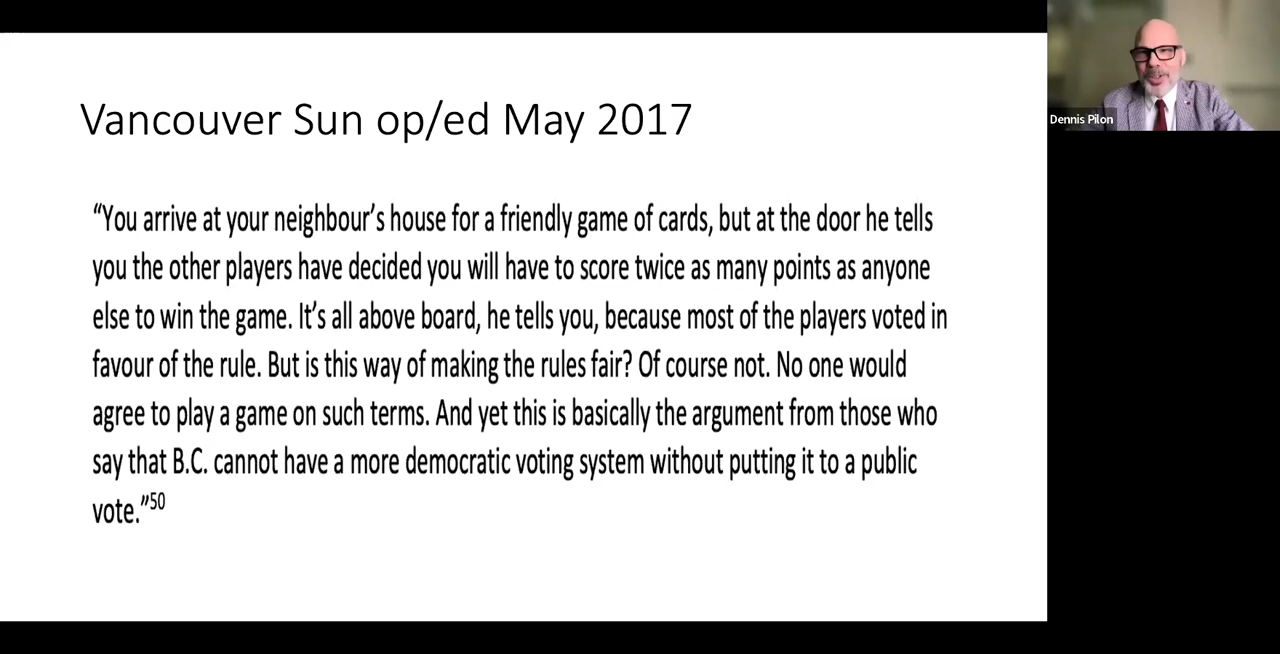 Vancouver Sun op/ed May 2017
“You arrive at your neighbour’s house for a friendly game of cards, but at the door he tells
you the other players have decided you will have to score twice as many points as anyone
else to win the game. It’s all above board, he tells you, because most of the players voted in
favour of the rule. But is this way of making the rules fair? Of course not. No one would
agree to play a game on such terms. And yet this is basically the argument from those who
say that B.C. cannot have a more democratic voting system without putting it to a public
vote.”50
Dennis Pilon